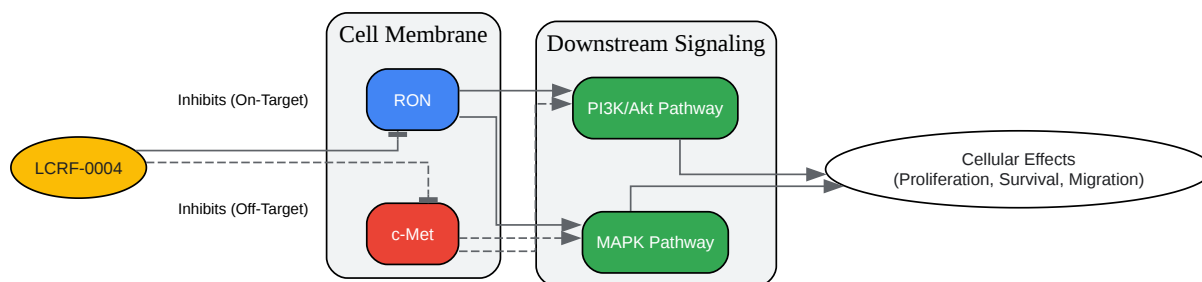 Cell Membrane
Downstream Signaling
Inhibits (On-Target)
RON
PI3K/Akt Pathway
LCRF-0004
Cellular Effects
(Proliferation, Survival, Migration)
Inhibits (Off-Target)
c-Met
MAPK Pathway